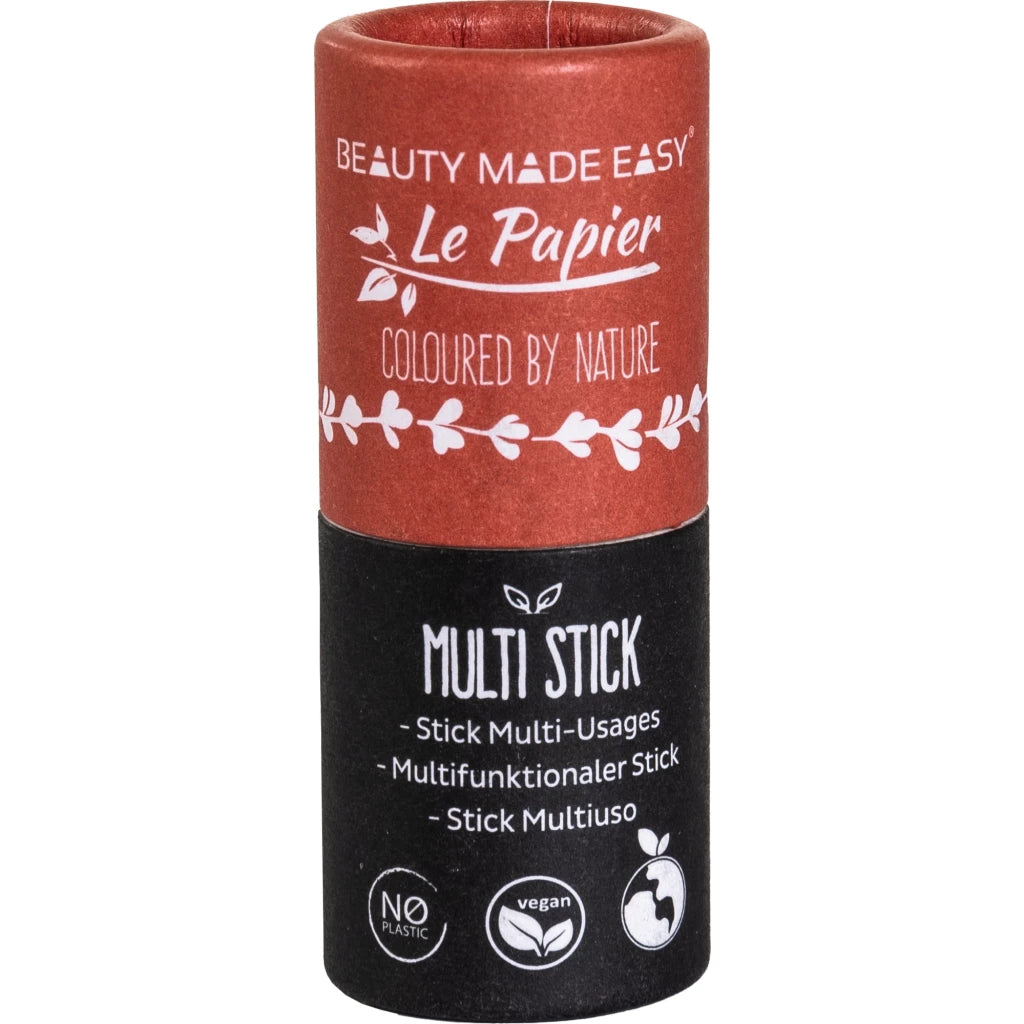 BEAUTY MADE EASY®
Le Papier
COLOURED BY NATURE
MULTI STICK
- Stick Multi-Usages
- Multifunktionaler Stick
- Stick Multiuso
NO
PLASTIC
vegan